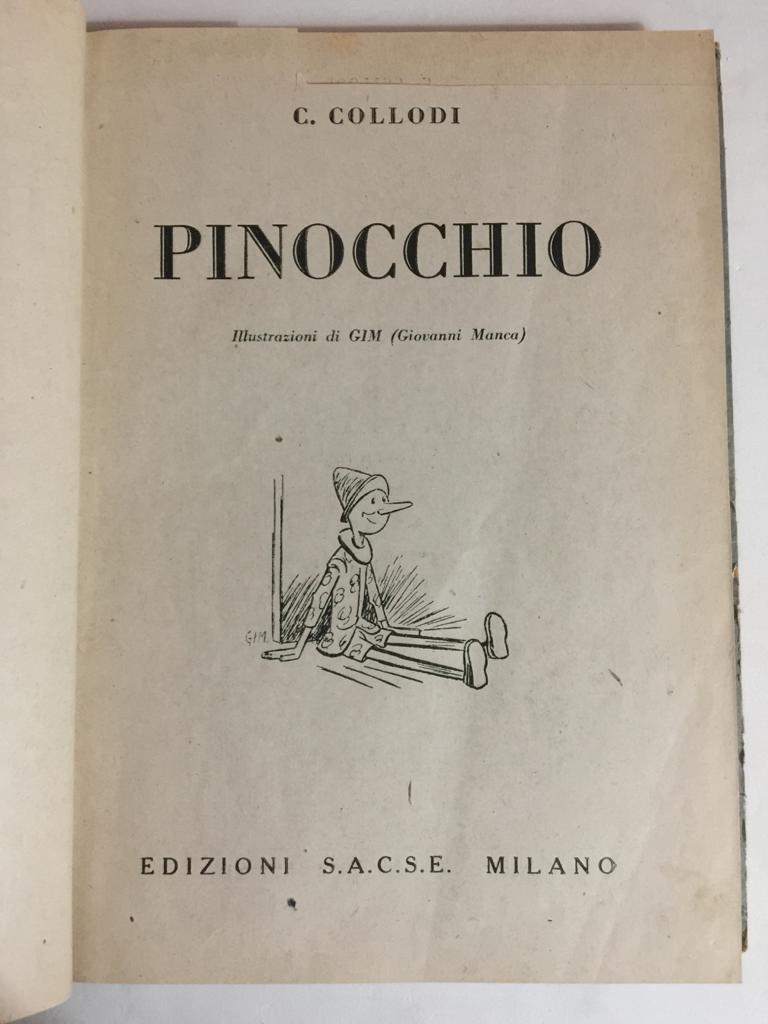 C. COLLODI
PINOCCHIO
Illustrazioni di GIM (Giovanni Manca)
GIM.
EDIZIONI S.A.C.S.E. MILANO